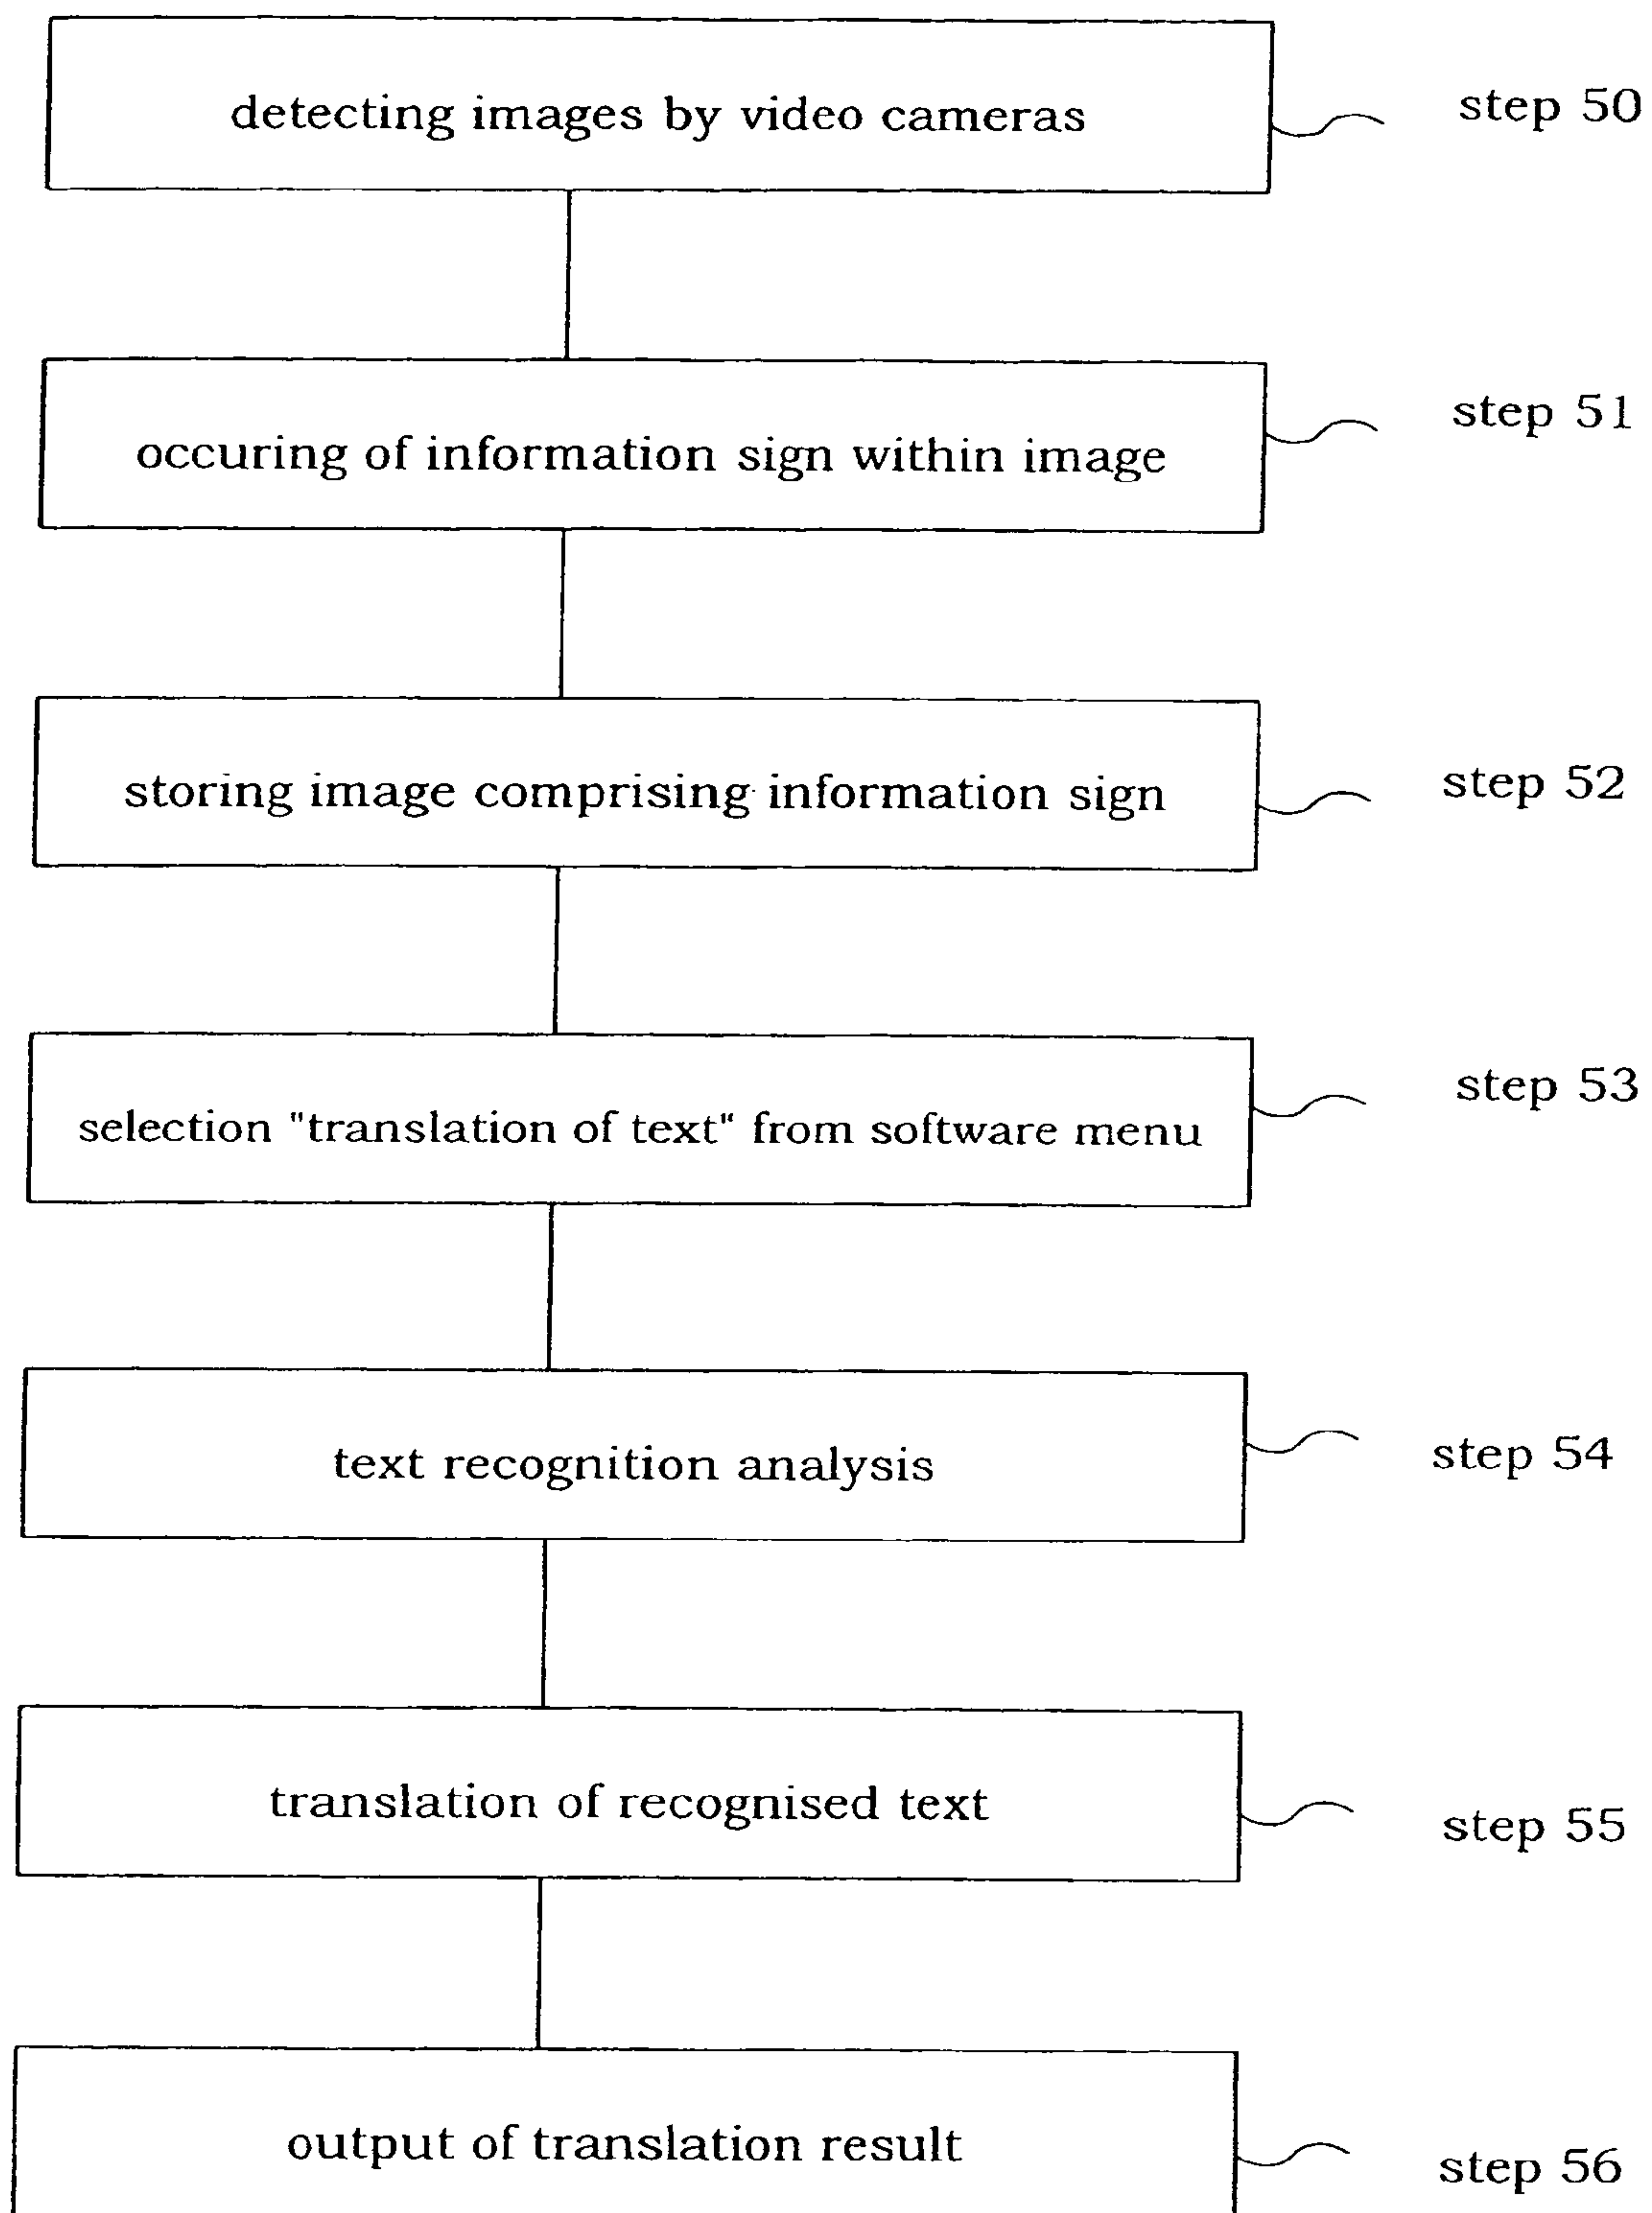 detecting images by video cameras
step 50
occuring of information sign within image
step 51
storing image comprising information sign
step 52
selection "translation of text" from software menu
step 53
text recognition analysis
step 54
translation of recognised text
step 55
output of translation result
step 56